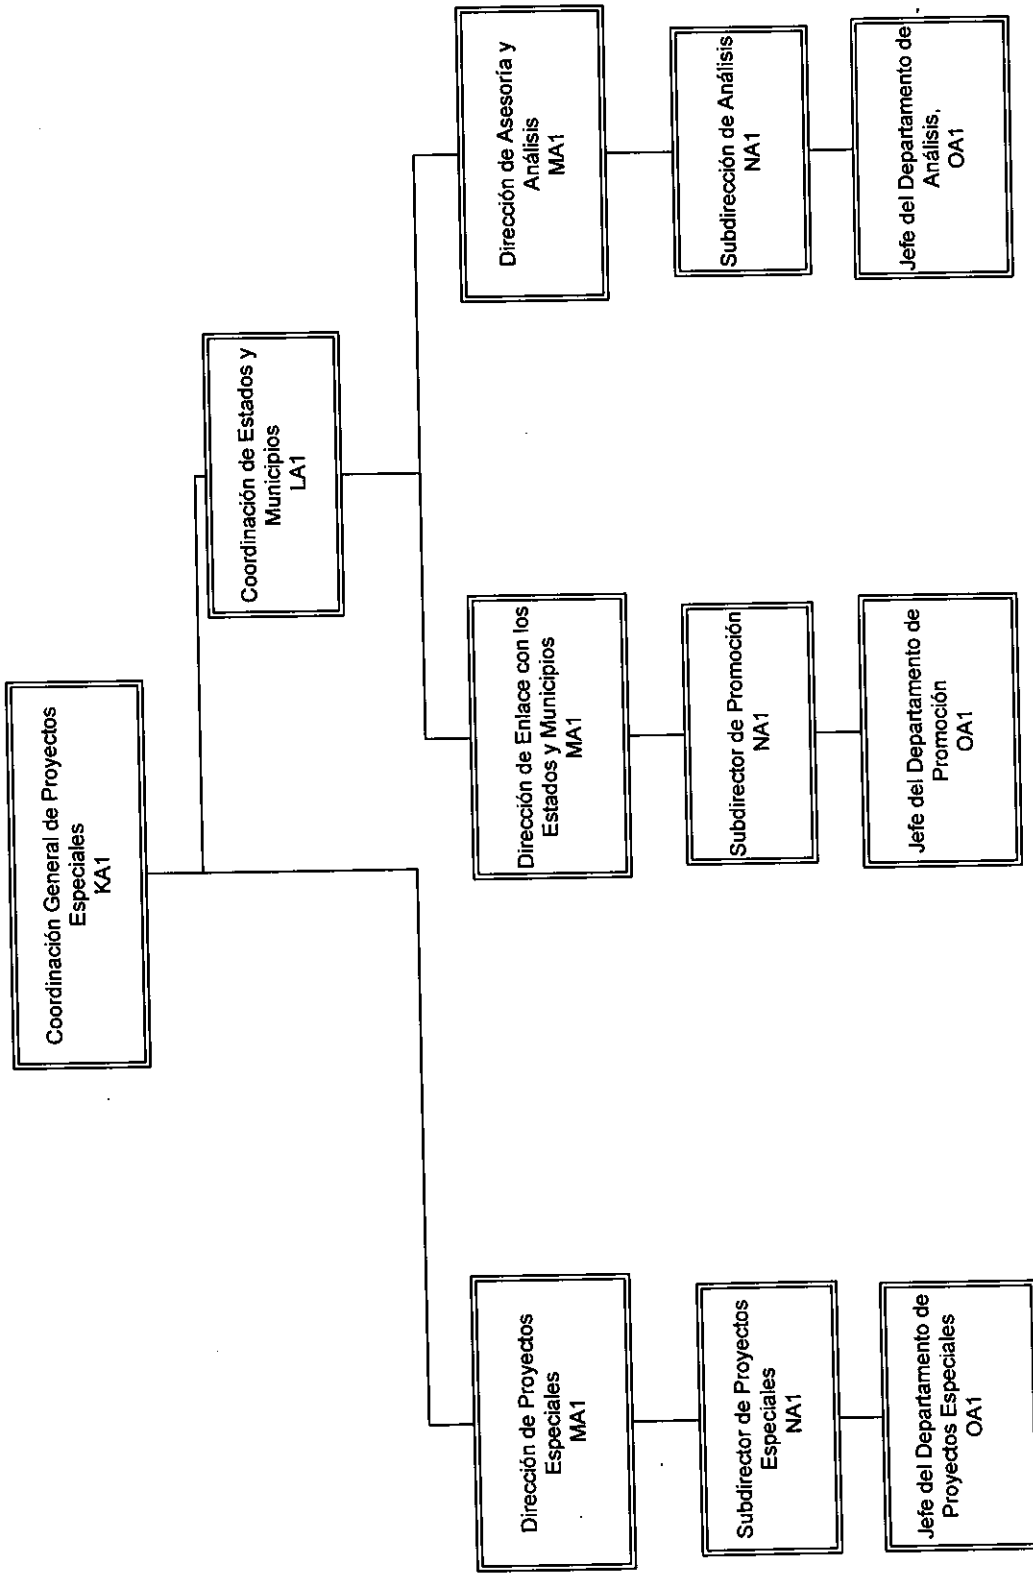 Coordinación General de Proyectos
Especiales
KA1
Coordinación de Estados y
Municipios
LA1
Dirección de Proyectos
Especiales
MA1
Dirección de Enlace con los
Estados y Municipios
MA1
Dirección de Asesoría y
Análisis
MA1
Subdirector de Proyectos
Especiales
NA1
Subdirector de Promoción
NA1
Subdirección de Análisis
NA1
Jefe del Departamento de
Proyectos Especiales
OA1
Jefe del Departamento de
Promoción
OA1
Jefe del Departamento de
Análisis,
OA1